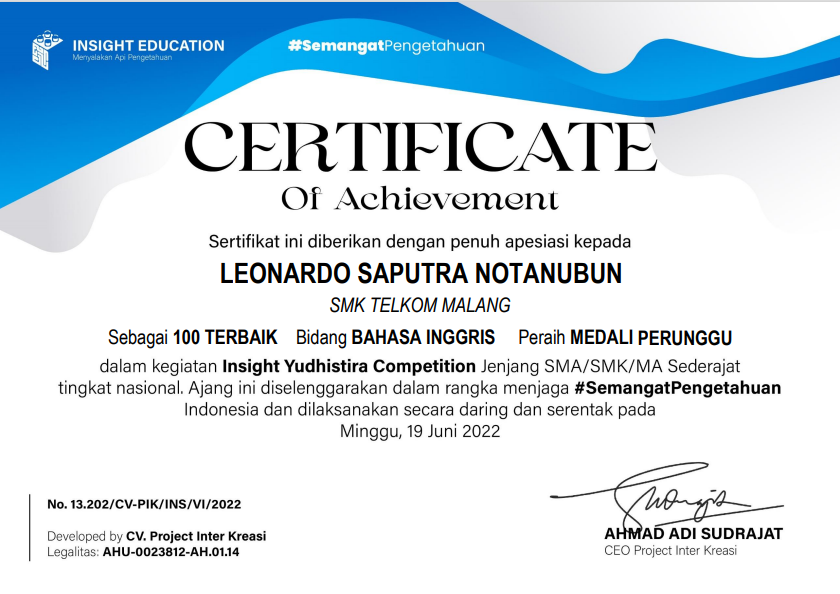 INSIGHT EDUCATION
Menyalakan Api Pengetahuan
#SemangatPengetahuan
CERTIFICATE
Of Achievement
Sertifikat ini diberikan dengan penuh apesiasi kepada
LEONARDO SAPUTRA NOTANUBUN
SMK TELKOM MALANG
Sebagai 100 TERBAIK Bidang BAHASA INGGRIS Peraih MEDALI PERUNGGU
dalam kegiatan Insight Yudhistira Competition Jenjang SMA/SMK/MA Sederajat
tingkat nasional. Ajang ini diselenggarakan dalam rangka menjaga #SemangatPengetahuan
Indonesia dan dilaksanakan secara daring dan serentak pada
Minggu, 19 Juni 2022
No. 13.202/CV-PIK/INS/VI/2022
Developed by CV. Project Inter Kreasi
Legalitas: AHU-0023812-AH.01.14
AHMAD ADI SUDRAJAT
CEO Project Inter Kreasi